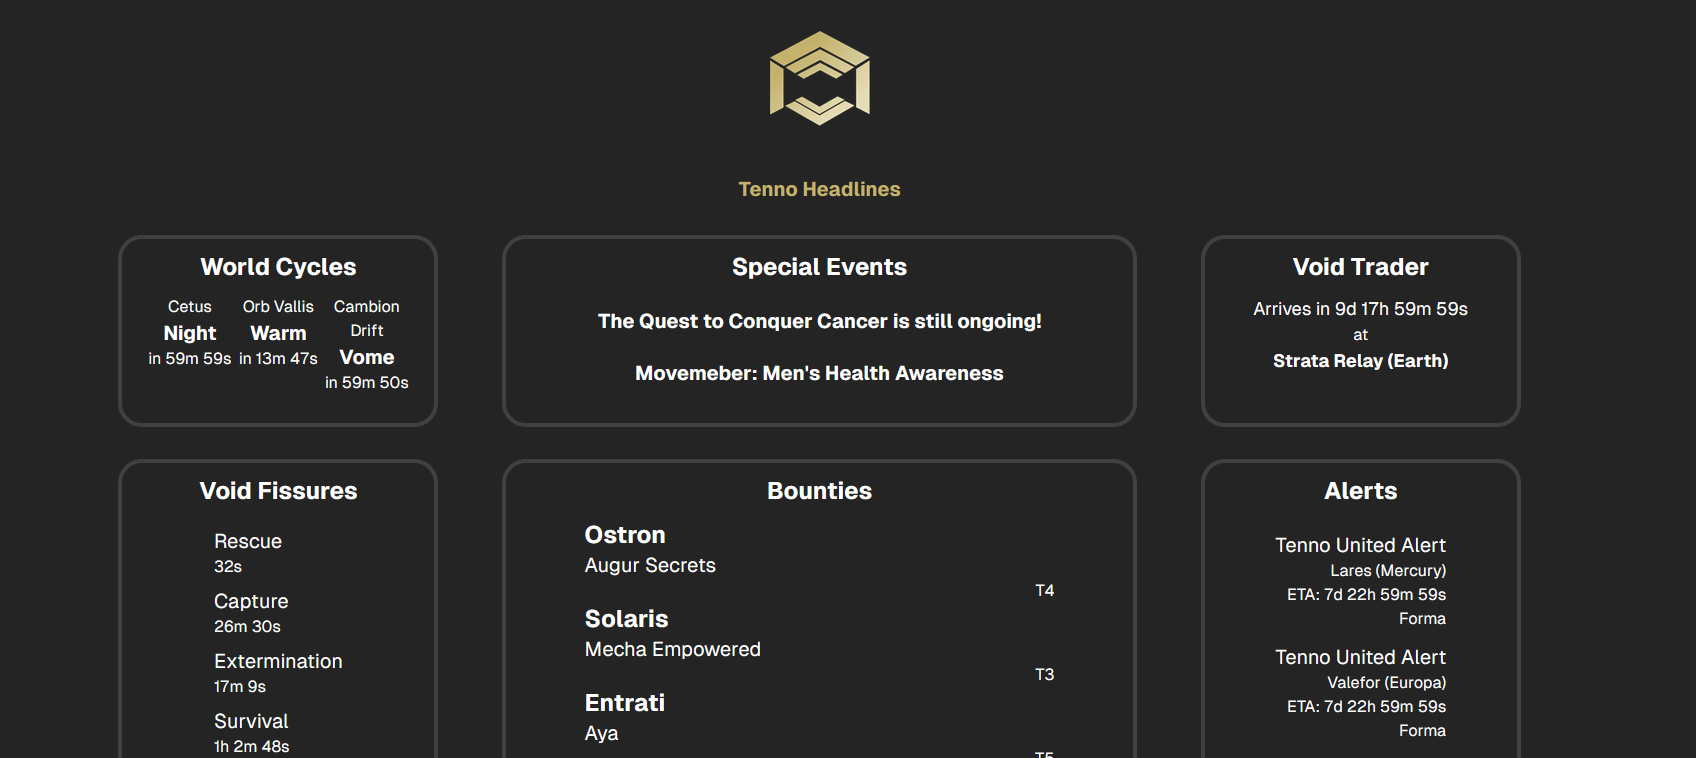 Tenno Headlines
World Cycles
Cetus
Night
in 59m 59s
Orb Vallis
Warm
in 13m 47s
Cambion
Drift
Vome
in 59m 50s
Special Events
The Quest to Conquer Cancer is still ongoing!
Movemeber: Men's Health Awareness
Void Trader
Arrives in 9d 17h 59m 59s
at
Strata Relay (Earth)
Void Fissures
Rescue
32s
Capture
26m 30s
Extermination
17m 9s
Survival
1h 2m 48s
Bounties
Ostron
Augur Secrets
T4
Solaris
Mecha Empowered
T3
Entrati
Aya
T5
Alerts
Tenno United Alert
Lares (Mercury)
ETA: 7d 22h 59m 59s
Forma
Tenno United Alert
Valefor (Europa)
ETA: 7d 22h 59m 59s
Forma